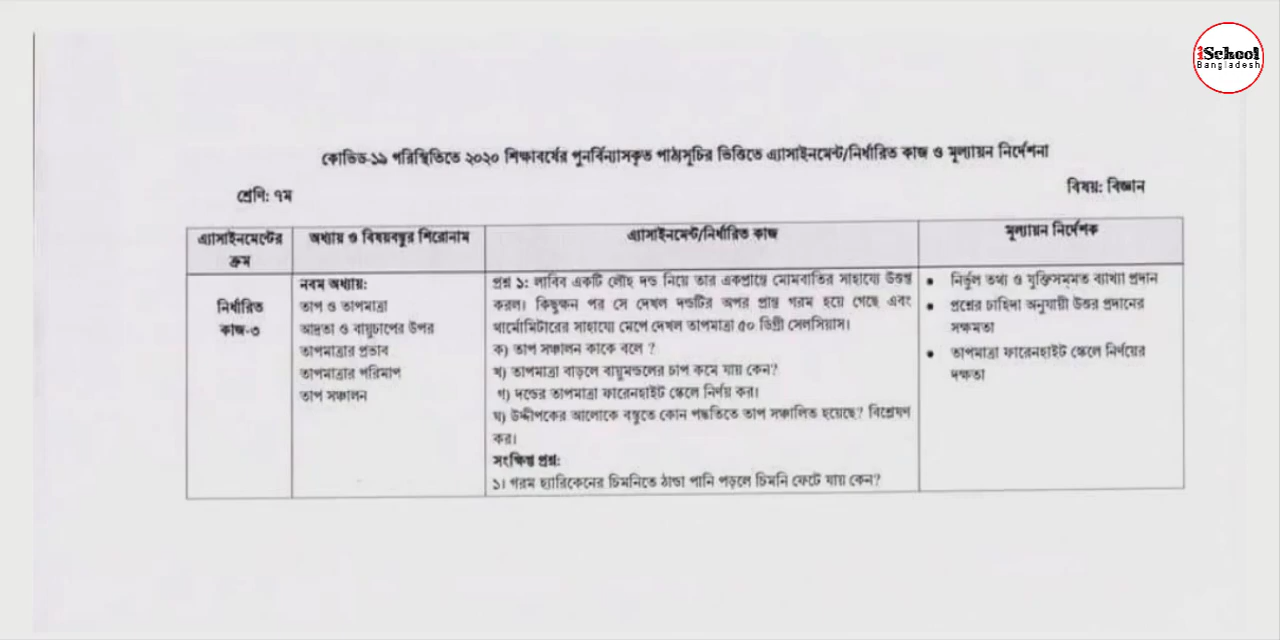 iSchool
Bangladesh
কোভিড-১৯ পরিস্থিতিতে ২০২০ শিক্ষাবর্ষের পুনর্বিন্যাসকৃত পাঠ্যসূচির ভিত্তিতে এ্যাসাইনমেন্ট/নির্ধারিত কাজ ও মূল্যায়ন নির্দেশনা
শ্রেণি: ৭ম
বিষয়: বিজ্ঞান
এ্যাসাইনমেন্টের
ক্রম
অধ্যায় ও বিষয়বস্তুর শিরোনাম
এ্যাসাইনমেন্ট/নির্ধারিত কাজ
মূল্যায়ন নির্দেশক
নির্ধারিত
কাজ-৩
নবম অধ্যায়:
তাপ ও তাপমাত্রা
আদ্রতা ও বায়ুচাপের উপর
তাপমাত্রার প্রভাব
তাপমাত্রার পরিমাপ
তাপ সঞ্চালন
প্রশ্ন ১: লাবিব একটি লৌহ দন্ড নিয়ে তার একপ্রান্তে মোমবাতির সাহায্যে উত্তপ্ত
করল। কিছুক্ষন পর সে দেখল দন্ডটির অপর প্রান্ত গরম হয়ে গেছে এবং
থার্মোমিটারের সাহায্যে মেপে দেখল তাপমাত্রা ৫০ ডিগ্রী সেলসিয়াস।
ক) তাপ সঞ্চালন কাকে বলে ?
খ) তাপমাত্রা বাড়লে বায়ুমন্ডলের চাপ কমে যায় কেন?
গ) দন্ডের তাপমাত্রা ফারেনহাইট স্কেলে নির্ণয় কর।
ঘ) উদ্দীপকের আলোকে বস্তুতে কোন পদ্ধতিতে তাপ সঞ্চালিত হয়েছে? বিশ্লেষণ
কর।
সংক্ষিপ্ত প্রশ্ন:
১। গরম হ্যারিকেনের চিমনিতে ঠান্ডা পানি পড়লে চিমনি ফেটে যায় কেন?
• নির্ভুল তথ্য ও যুক্তিসম্মত ব্যাখ্যা প্রদান
• প্রশ্নের চাহিদা অনুযায়ী উত্তর প্রদানের
সক্ষমতা
• তাপমাত্রা ফারেনহাইট স্কেলে নির্ণয়ের
দক্ষতা